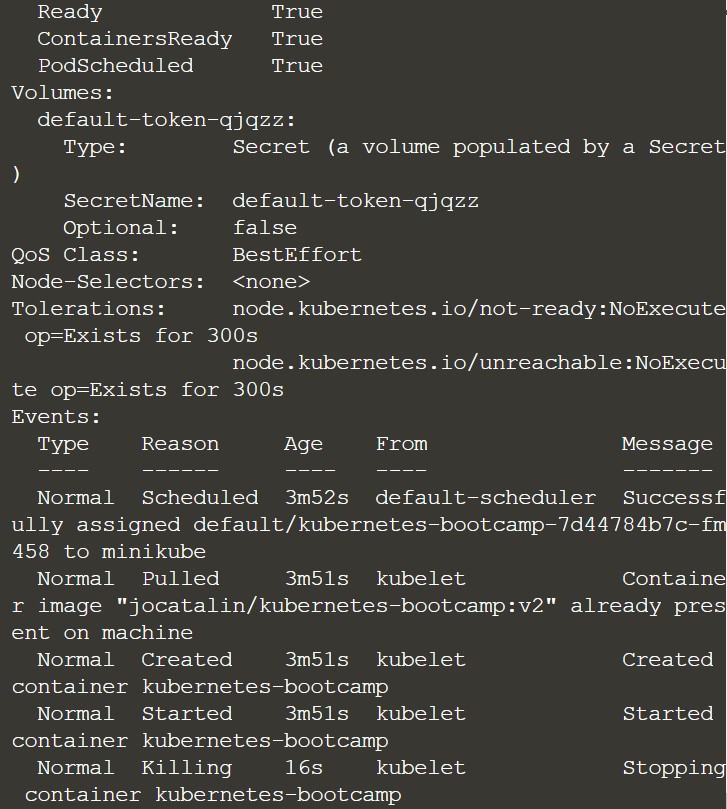 Ready             True
ContainersReady   True
PodScheduled      True
Volumes:
default-token-qjqzz:
Type:        Secret (a volume populated by a Secret
)
SecretName:  default-token-qjqzz
Optional:    false
QoS Class:       BestEffort
Node-Selectors:  <none>
Tolerations:     node.kubernetes.io/not-ready:NoExecute
op=Exists for 300s
node.kubernetes.io/unreachable:NoExecu
te op=Exists for 300s
Events:
Type    Reason     Age   From               Message
----    ------     ----  ----               -------
Normal  Scheduled  3m52s  default-scheduler  Successf
ully assigned default/kubernetes-bootcamp-7d44784b7c-fm
458 to minikube
Normal  Pulled     3m51s  kubelet            Containe
r image "jocatalin/kubernetes-bootcamp:v2" already pres
ent on machine
Normal  Created    3m51s  kubelet            Created
container kubernetes-bootcamp
Normal  Started    3m51s  kubelet            Started
container kubernetes-bootcamp
Normal  Killing    16s    kubelet            Stopping
container kubernetes-bootcamp